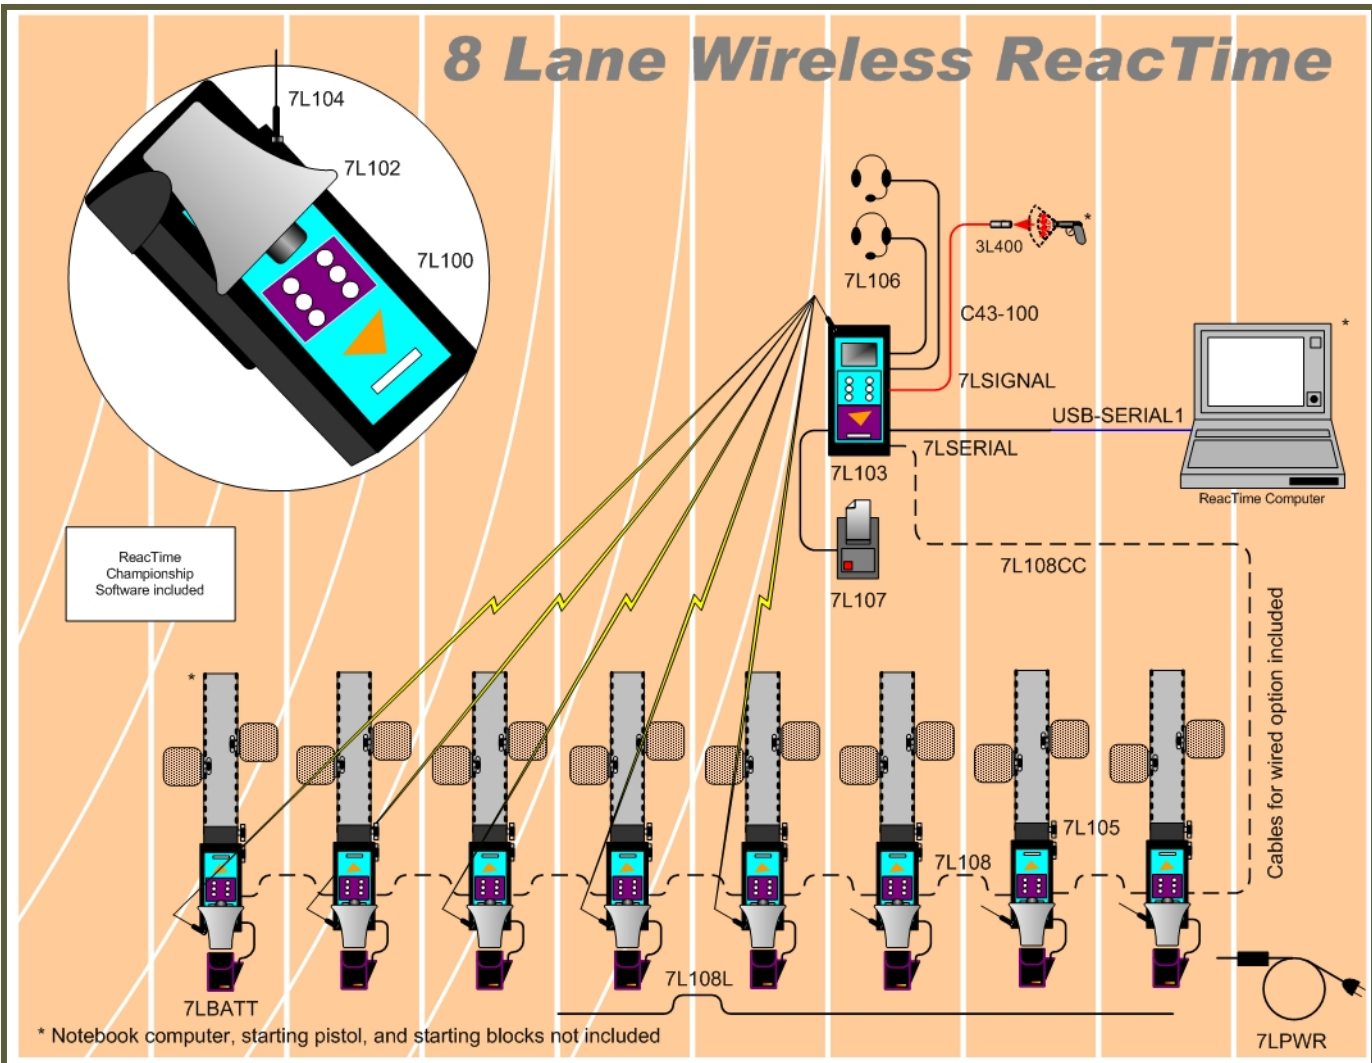 8 Lane Wireless ReacTime
7L104
7L102
7L100
7L106
3L400
*
C43-100
7LSIGNAL
*
USB-SERIAL1
7LSERIAL
7L103
ReacTime Computer
ReacTime
Championship
Software included
7L108CC
7L107
Cables for wired option included
*
7L105
7L108
7L108L
7LBATT
* Notebook computer, starting pistol, and starting blocks not included
7LPWR